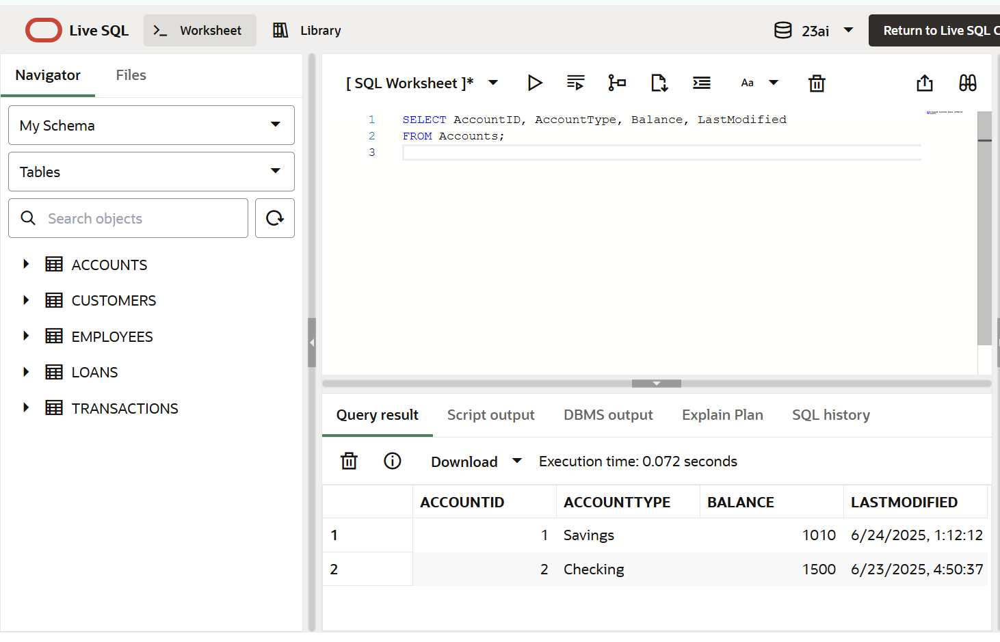 Live SQL
Worksheet
Library
23ai
Return to Live SQL C
Navigator
Files
My Schema
Tables
Search objects
ACCOUNTS
CUSTOMERS
EMPLOYEES
LOANS
TRANSACTIONS
[ SQL Worksheet ]*
Aa
1 SELECT AccountID, AccountType, Balance, LastModified
2 FROM Accounts;
3
Query result
Script output
DBMS output
Explain Plan
SQL history
Download
Execution time: 0.072 seconds
ACCOUNTID ACCOUNTTYPE BALANCE LASTMODIFIED
1 1 Savings 1010 6/24/2025, 1:12:12
2 2 Checking 1500 6/23/2025, 4:50:37